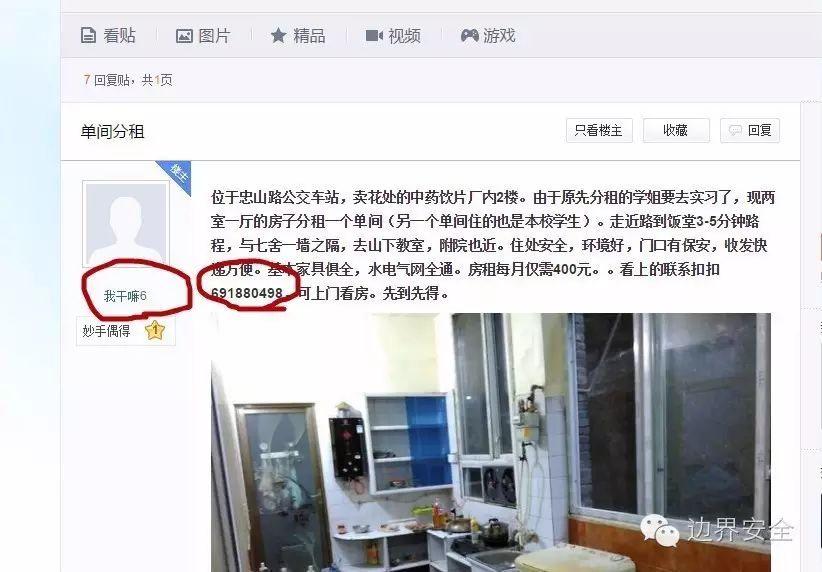 看贴 图片 精品 视频 游戏
7 回复贴，共1页
单间分租
只看楼主 收藏 回复
楼主
位于忠山路公交车站，卖花处的中药饮片厂内2楼。由于原先分租的学姐要去实习了，现两
室一厅的房子分租一个单间（另一个单间住的也是本校学生）。走近路到饭堂3-5分钟路
程，与七舍一墙之隔，去山下教室，附院也近。住处安全，环境好，门口有保安，收发快
递方便。基本家具俱全，水电气网全通。房租每月仅需400元。。看上的联系扣扣
691880498 。可上门看房。先到先得。
我干嘛6
妙手偶得 1
边界安全